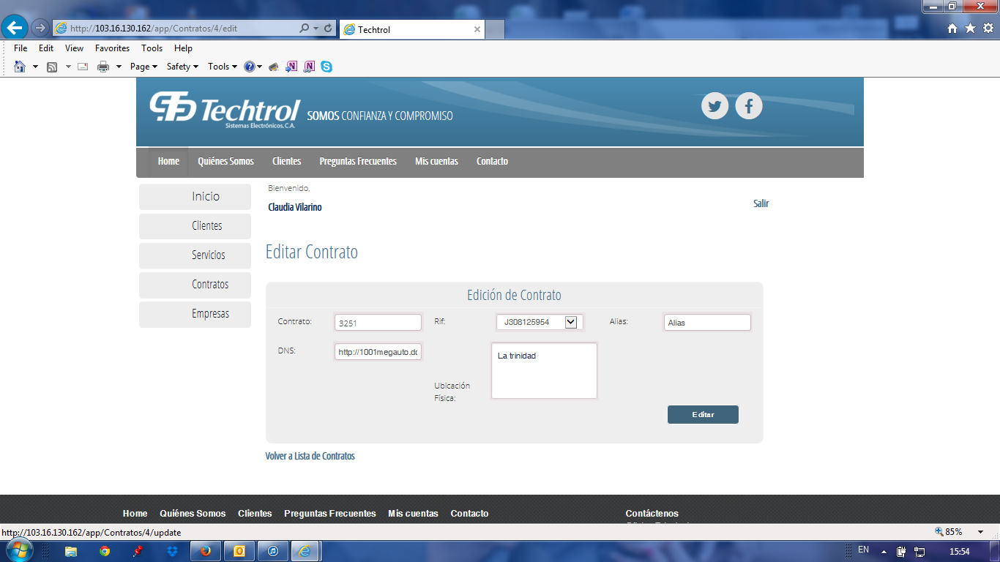 http://103.16.130.162/app/Contratos/4/edit
Techtrol
File Edit View Favorites Tools Help
Page Safety Tools
Techtrol SOMOS CONFIANZA Y COMPROMISO
Sistemas Electrónicos, C.A.
Home Quiénes Somos Clientes Preguntas Frecuentes Mis cuentas Contacto
Inicio
Clientes
Servicios
Contratos
Empresas
Bienvenido,
Claudia Vilarino
Salir
Editar Contrato
Edición de Contrato
Contrato: 3251 Rif: J308125954 Alias: Alias
DNS: http://1001megauto.dc
La trinidad
Ubicación
Física:
Editar
Volver a Lista de Contratos
Home Quiénes Somos Clientes Preguntas Frecuentes Mis cuentas Contacto Contáctenos
http://103.16.130.162/app/Contratos/4/update
85%
EN
15:54